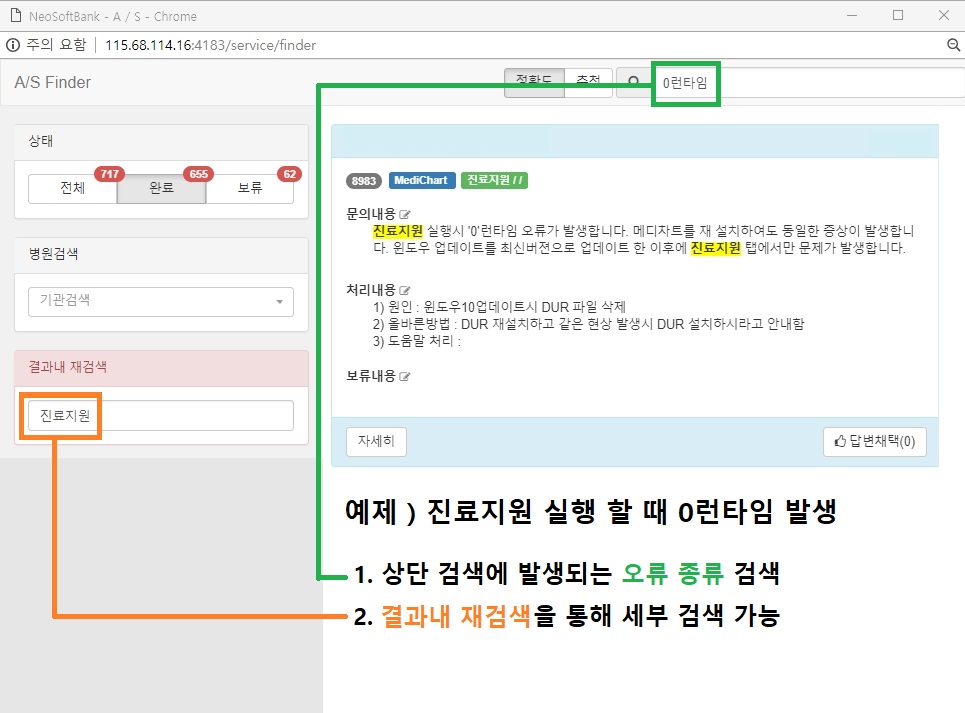 NeoSoftBank - A / S - Chrome
주의 요함 115.68.114.16:4183/service/finder
A/S Finder
정확도 추천 0런타임
상태
전체 717 완료 655 보류 62
병원검색
기관검색
결과내 재검색
진료지원
8983 MediChart 진료지원 / /
문의내용
진료지원 실행시 '0'런타임 오류가 발생합니다. 메디차트를 재 설치하여도 동일한 증상이 발생합니
다. 윈도우 업데이트를 최신버젼으로 업데이트 한 이후에 진료지원 탭에서만 문제가 발생합니다.
처리내용
1) 원인 : 윈도우10업데이트시 DUR 파일 삭제
2) 올바른방법 : DUR 재설치하고 같은 현상 발생시 DUR 설치하시라고 안내함
3) 도움말 처리 :
보류내용
자세히 답변채택(0)
예제 ) 진료지원 실행 할 때 0런타임 발생
1. 상단 검색에 발생되는 오류 종류 검색
2. 결과내 재검색을 통해 세부 검색 가능